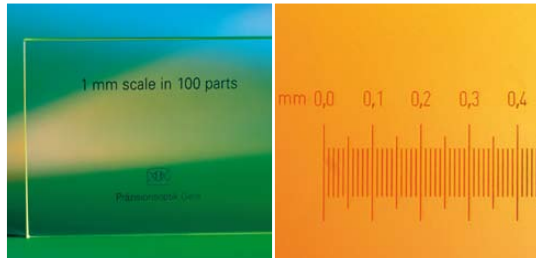 1 mm scale in 100 parts
Präzisionsoptik Gera
mm 0,0 0,1 0,2 0,3 0,4